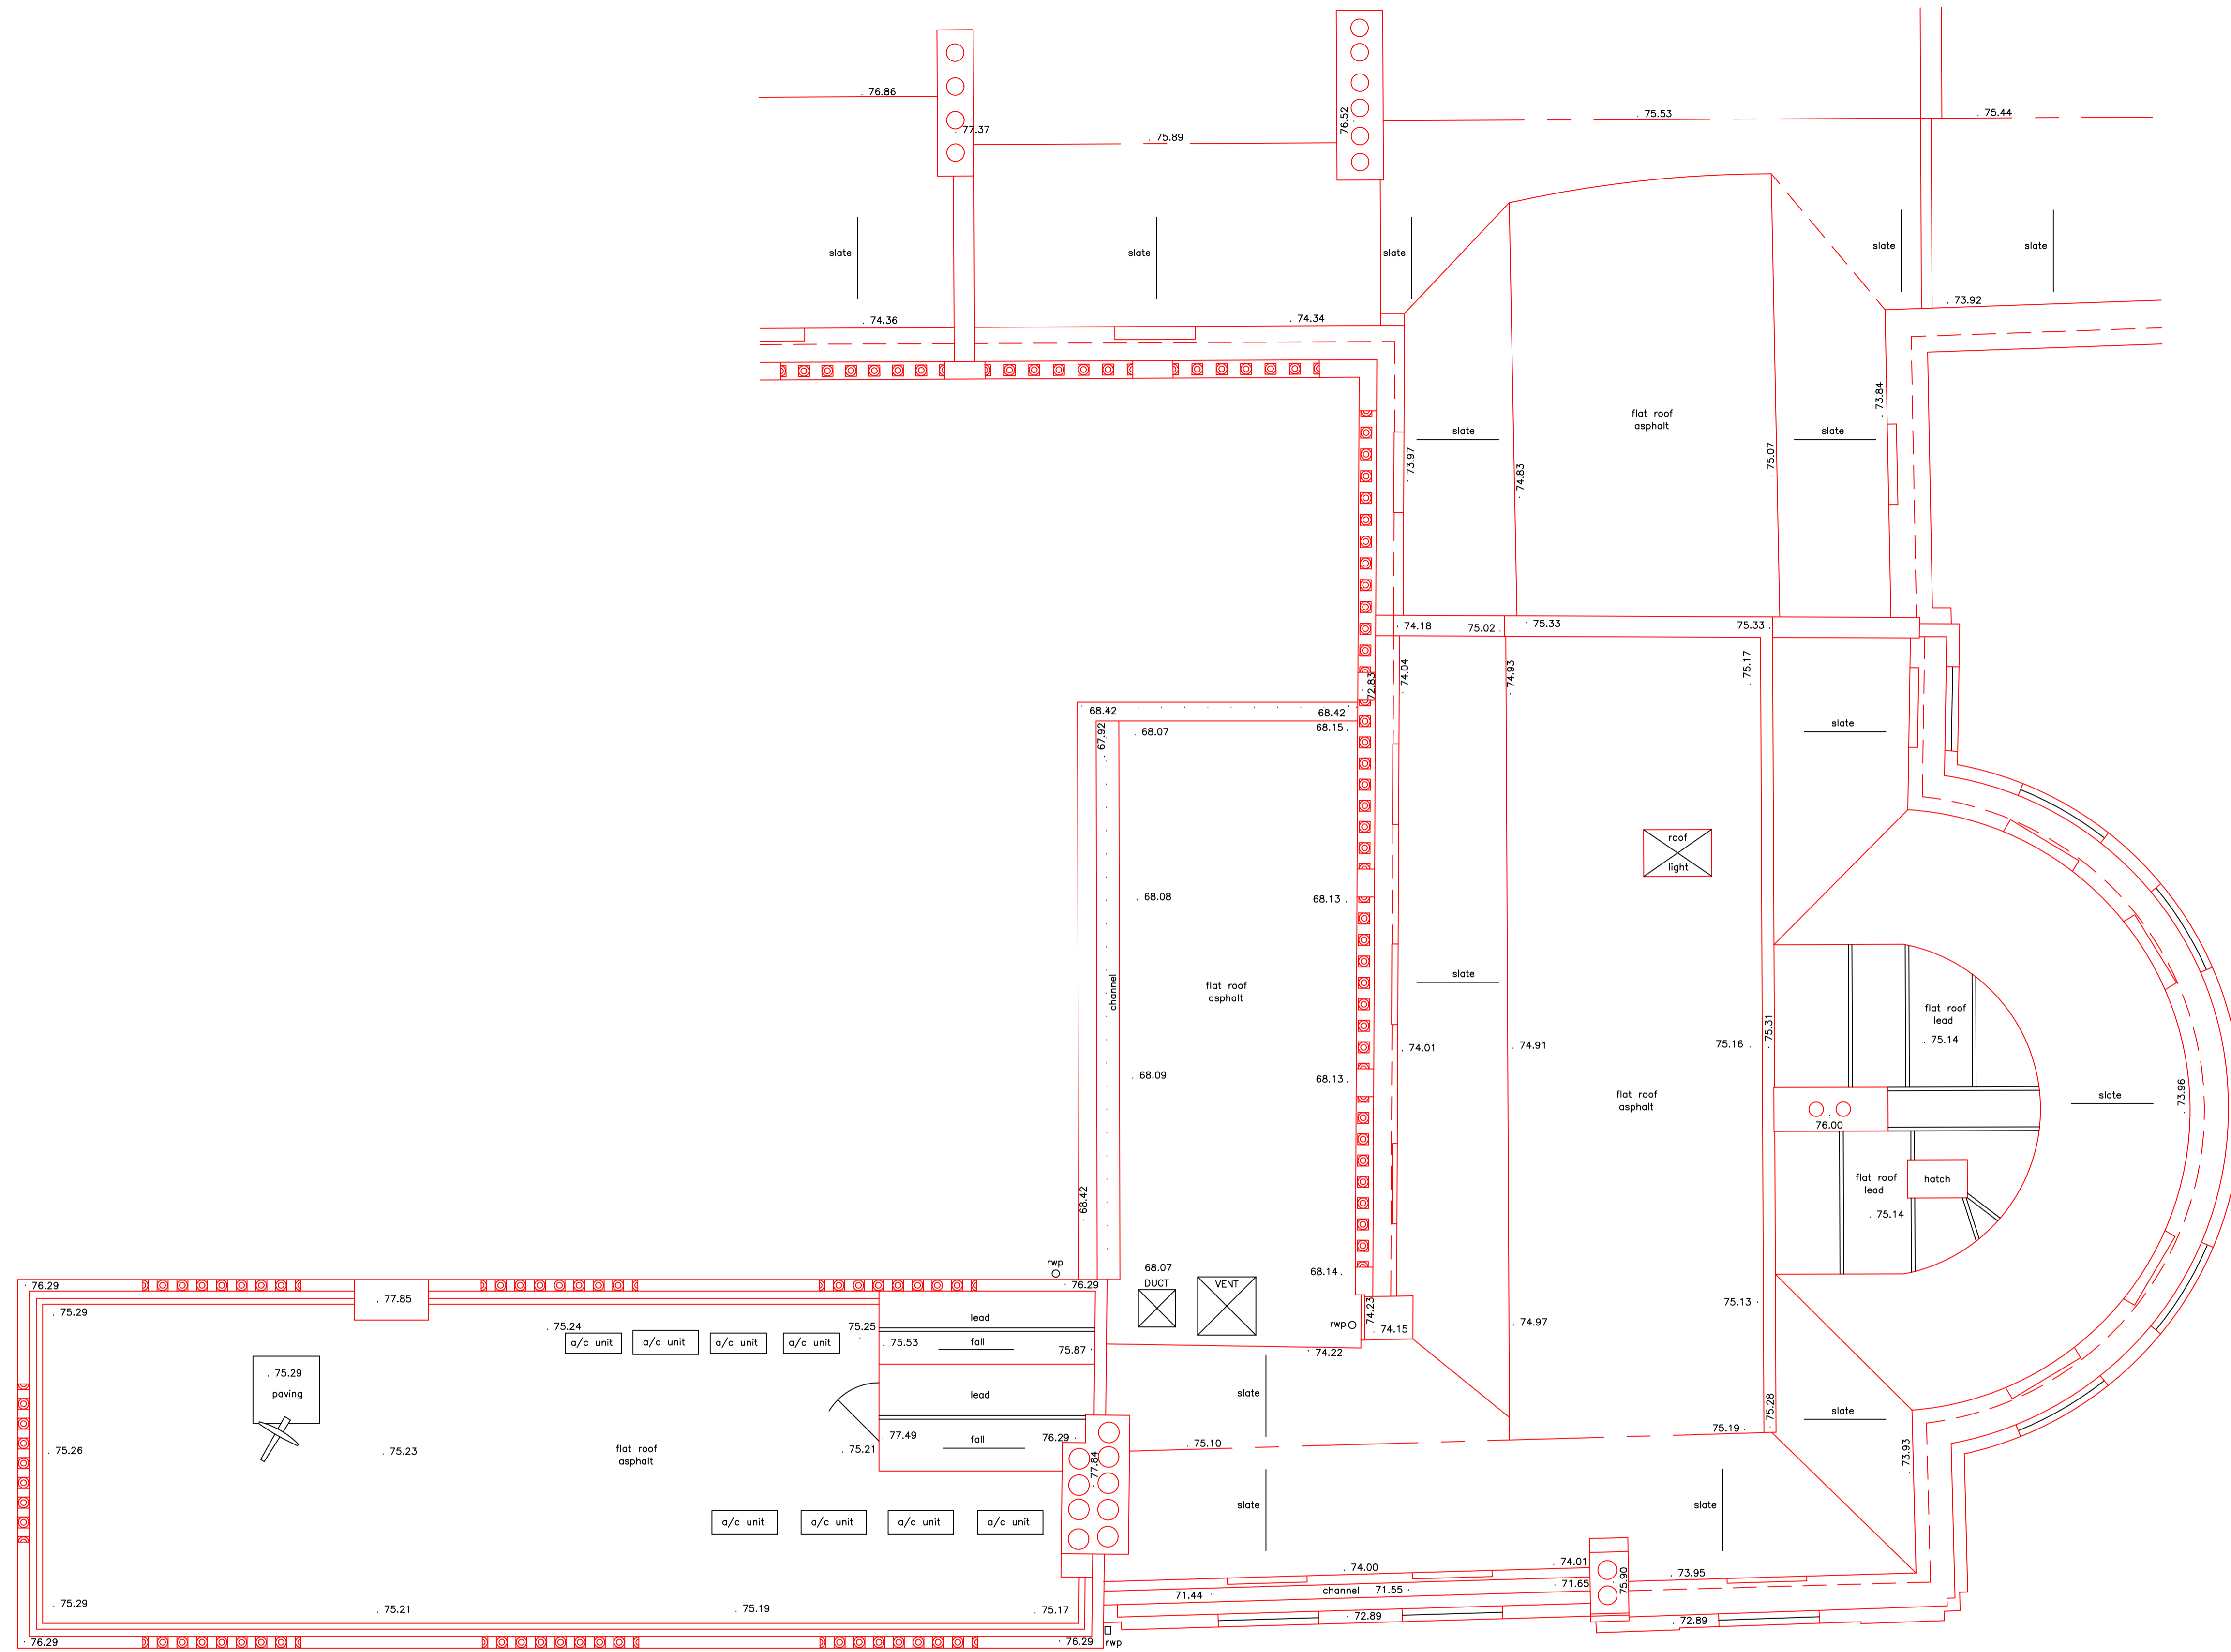 76.86
77.37
75.89
76.52
75.53
75.44
slate
slate
slate
slate
slate
74.36
74.34
73.92
73.84
flat roof
asphalt
slate
slate
73.97
74.83
75.07
74.18
75.02
75.33
75.33
74.04
74.93
75.17
72.83
68.42
68.42
67.92
68.07
68.15
slate
roof
light
68.08
68.13
channel
flat roof
asphalt
slate
flat roof
lead
75.14
75.31
74.01
74.91
75.16
68.09
68.13
flat roof
asphalt
slate
73.96
76.00
flat roof
lead
hatch
75.14
68.42
rwp
68.07
DUCT
VENT
68.14
76.29
77.85
76.29
75.29
75.24
75.25
lead
a/c unit
a/c unit
a/c unit
a/c unit
75.53
fall
75.87
rwp
74.23
74.15
74.22
74.97
75.13
75.29
paving
lead
slate
slate
75.28
75.26
75.23
flat roof
asphalt
75.21
77.49
fall
76.29
77.84
75.10
75.19
73.93
slate
slate
a/c unit
a/c unit
a/c unit
a/c unit
74.00
74.01
75.90
73.95
71.44
channel
71.55
71.65
75.29
75.21
75.19
75.17
72.89
72.89
76.29
76.29
rwp